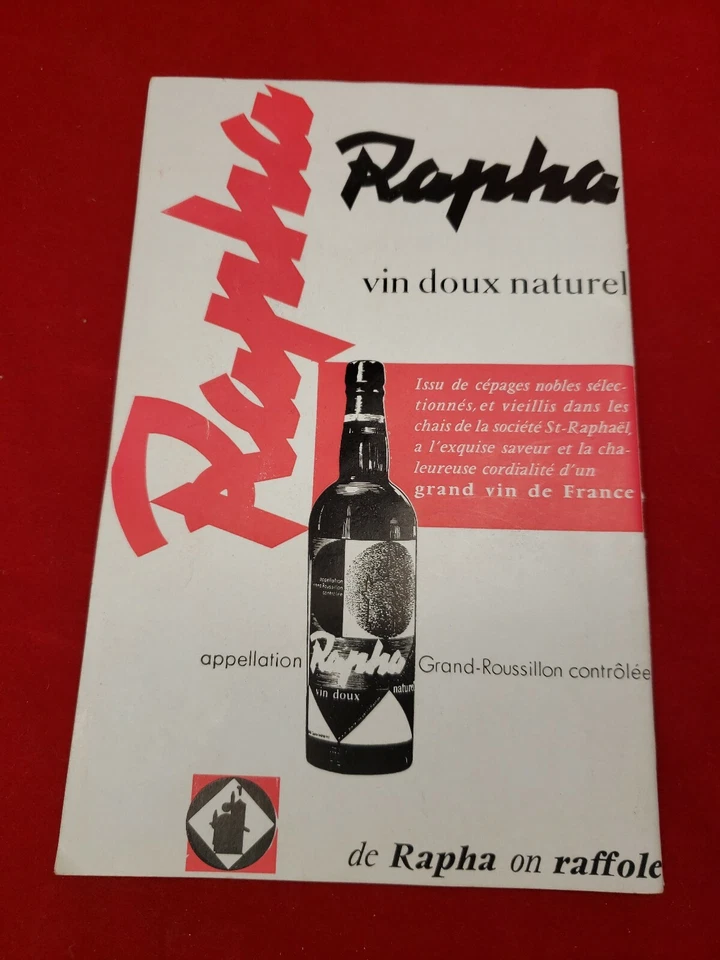 Rapha
Rapha
vin doux naturel
Issu de cépages nobles sélec-
tionnés, et vieillis dans les
chais de la société St-Raphaël,
a l'exquise saveur et la cha-
leureuse cordialité d'un
grand vin de France
appellation
contrôlée
appellation
Rapha
Grand-Roussillon contrôlée
vin doux naturel
de Rapha on raffole